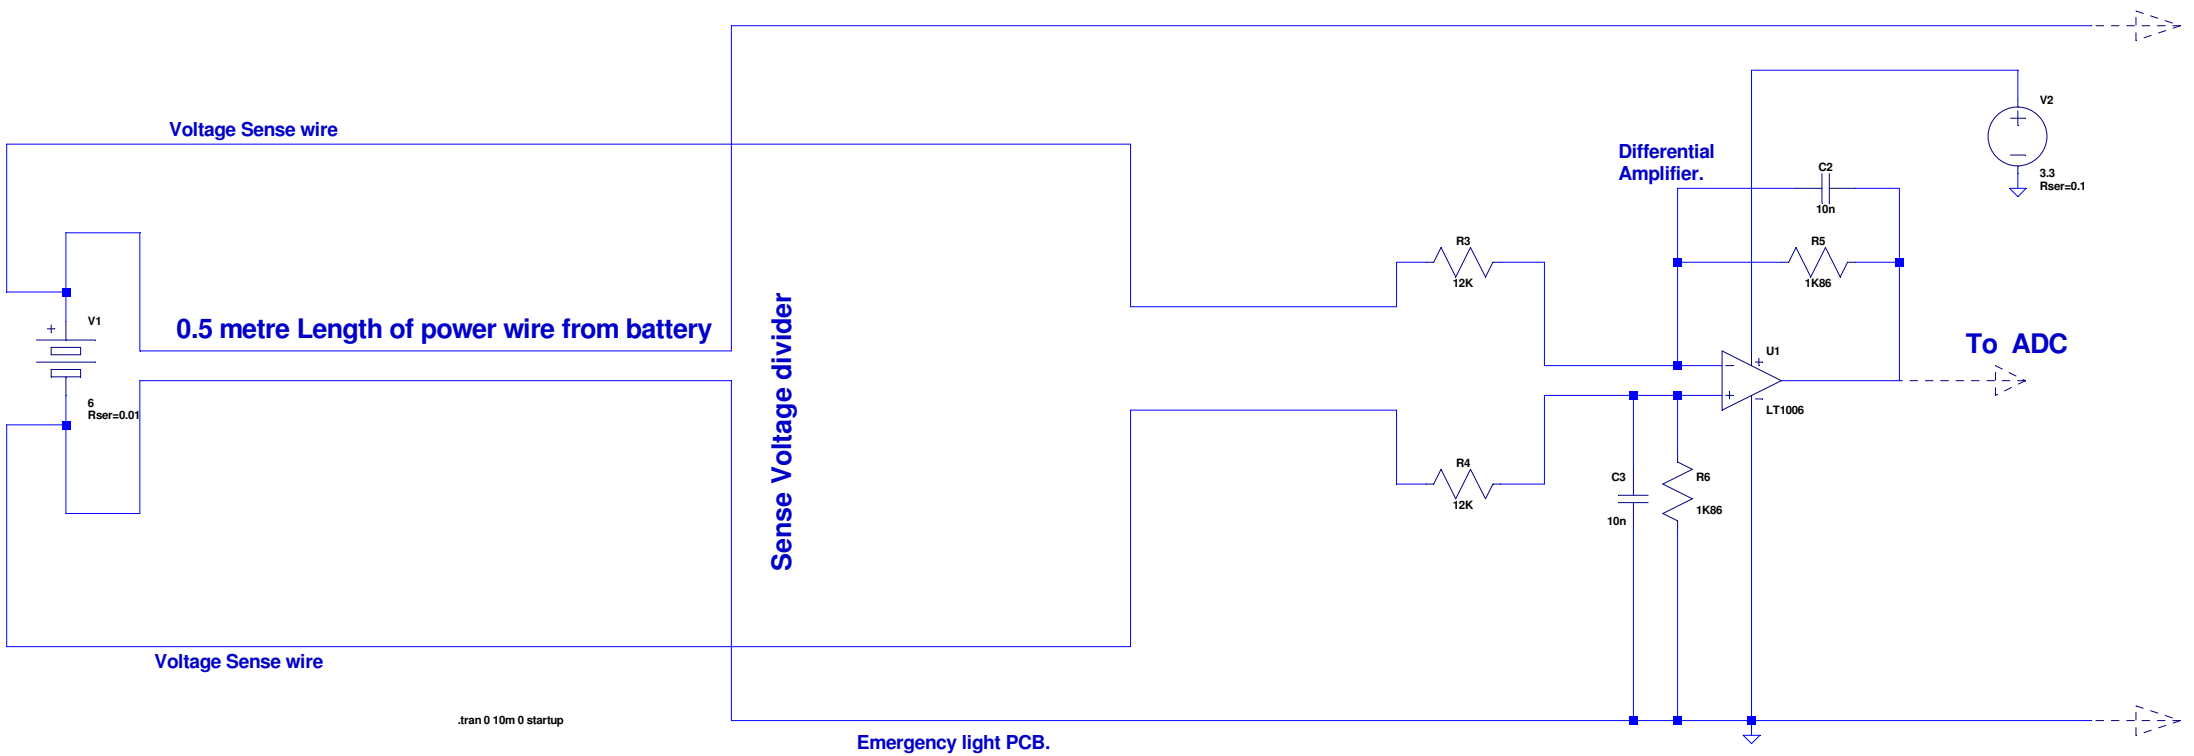 Voltage Sense wire
V2
3.3
Rser=0.1
Differential
Amplifier.
C2
10n
R5
1K86
R3
12K
V1
+
6
Rser=0.01
0.5 metre Length of power wire from battery
Sense Voltage divider
U1
LT1006
To ADC
R4
12K
C3
10n
R6
1K86
Voltage Sense wire
.tran 0 10m 0 startup
Emergency light PCB.